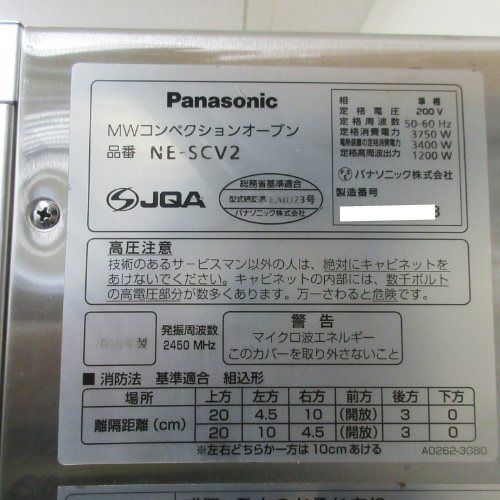 Panasonic
MWコンベクションオーブン
品番 NE-SCV2
JQA
総務省基準適合
EAIU23号
パナソニック株式会社
相 単相
定格電圧 200 V
定格周波数 50-60 Hz
定格消費電力 3750 W
電熱装置の定格消費電力 3400 W
定格高周波出力 1200 W
パナソニック株式会社
製造番号
3
高圧注意
技術のあるサービスマン以外の人は、絶対にキャビネットを
あけないでください。キャビネットの内部には、数千ボルト
の高電圧部分が数多くあります。万一さわると危険です。
年製
発振周波数
2450 MHz
警告
マイクロ波エネルギー
このカバーを取り外さないこと
■ 消防法 基準適合 組込形
場所 上方 左方 右方 前方 後方 下方
離隔距離(cm) 20 4.5 10 (開放) 3 0
20 10 4.5 (開放) 3 0
※左右どちらか一方は10cmあける
A0262-3G80